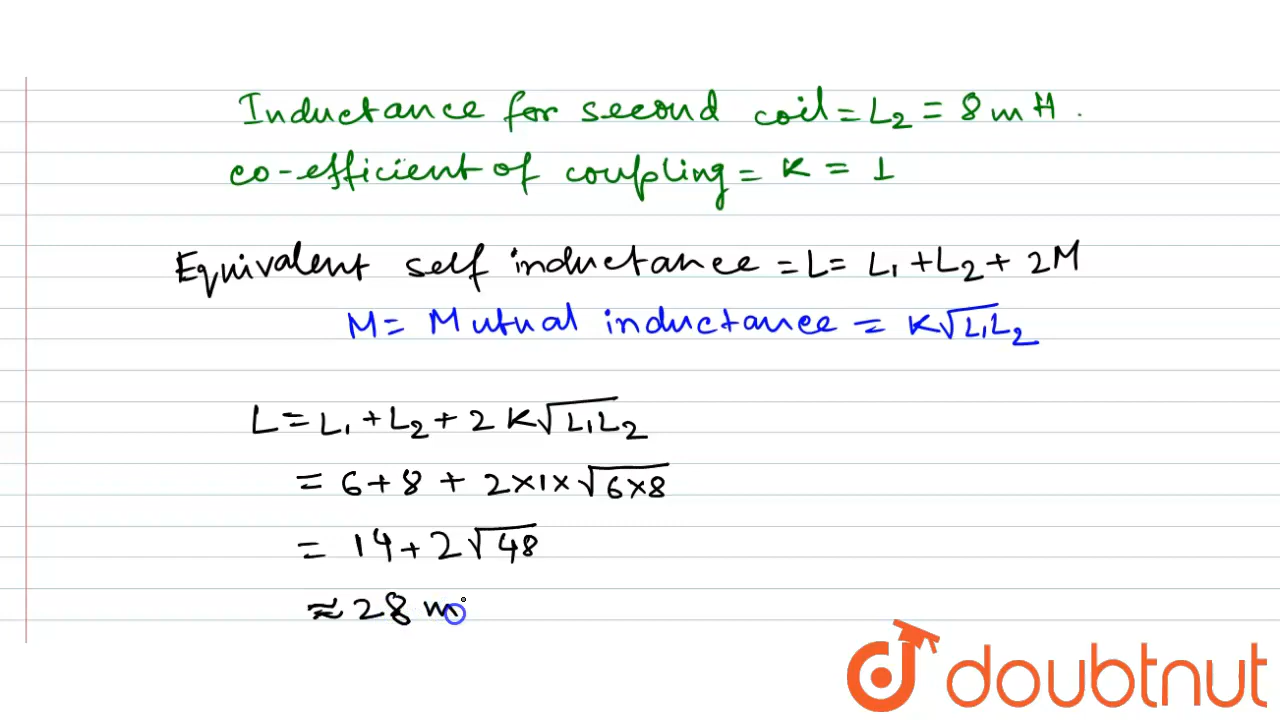 Inductance for second coil = L₂ = 8 mH.
co-efficient of coupling = K = 1
Equivalent self inductance = L = L₁ + L₂ + 2M
M = Mutual inductance = K√L₁L₂
L = L₁ + L₂ + 2K√L₁L₂
= 6 + 8 + 2×1×√6×8
= 14 + 2√48
≈ 28 m
doubtnut